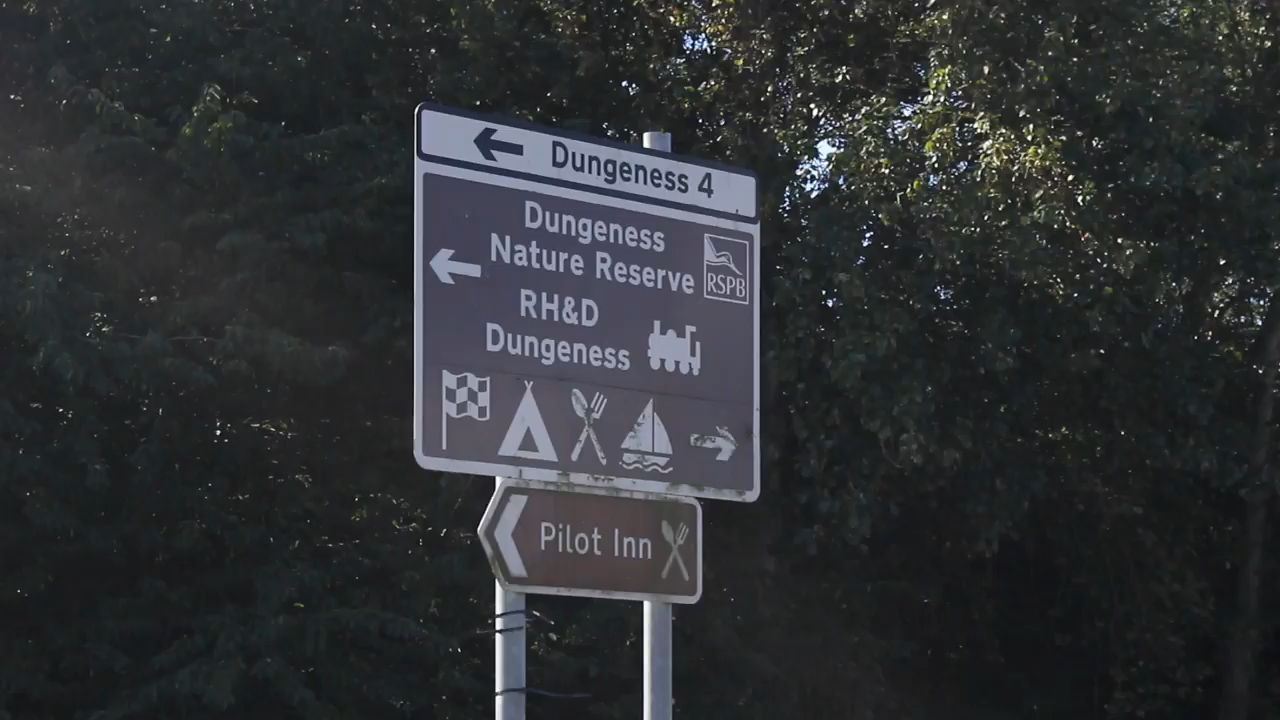 Dungeness 4
Dungeness
Nature Reserve
RSPB
RH&D
Dungeness
Pilot Inn